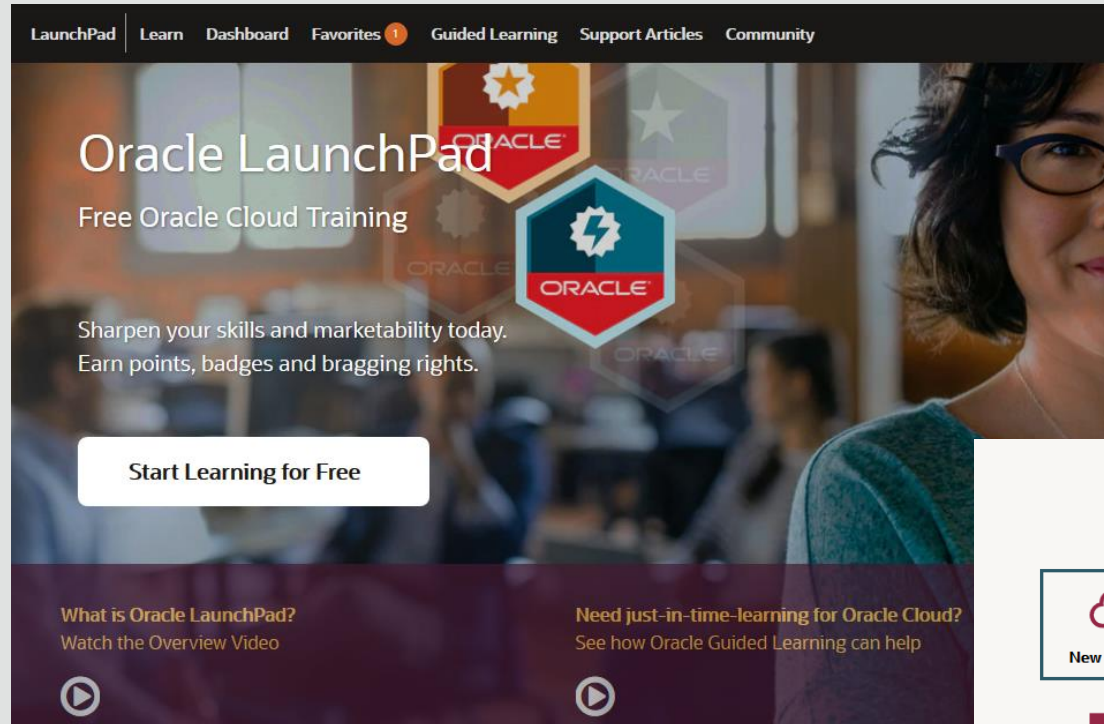 LaunchPad Learn Dashboard Favorites 1 Guided Learning Support Articles Community
ORACLE
Oracle LaunchPad
ORACLE
Free Oracle Cloud Training
ORACLE
ORACLE
Sharpen your skills and marketability today.
ORACLE
Earn points, badges and bragging rights.
Start Learning for Free
What is Oracle LaunchPad?
Watch the Overview Video
Need just-in-time-learning for Oracle Cloud?
See how Oracle Guided Learning can help
New